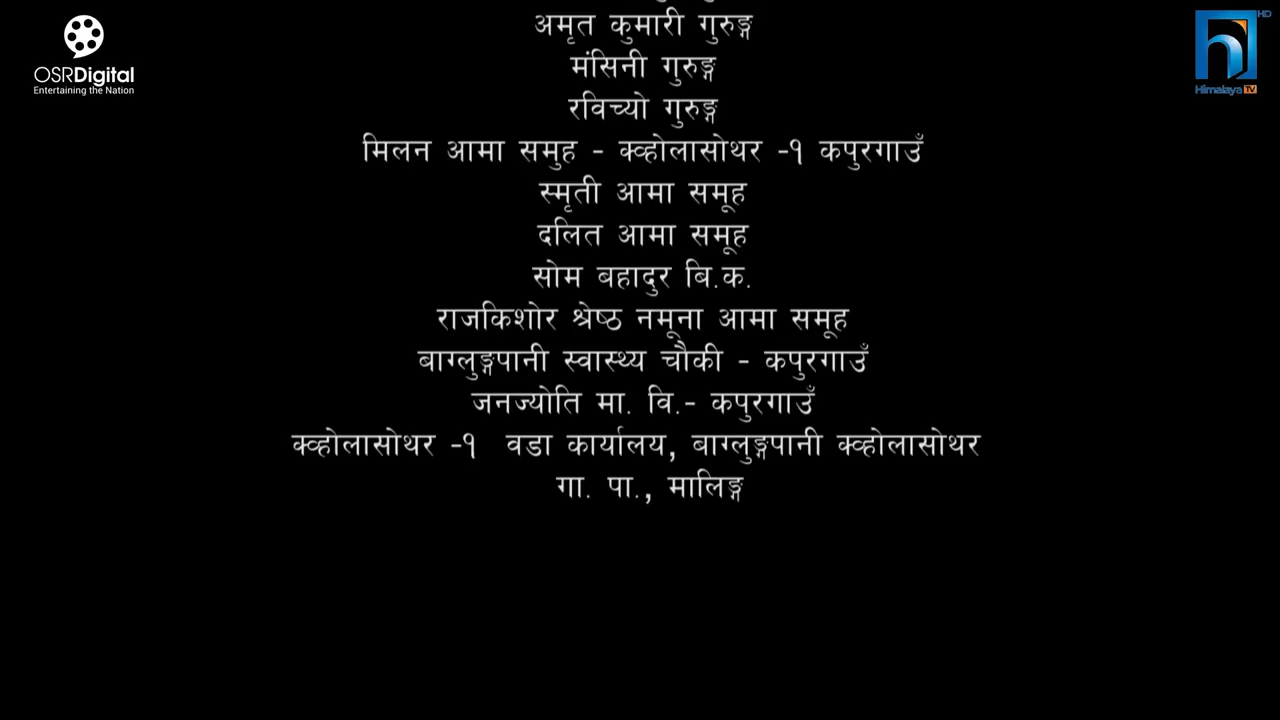 OSRDigital
Entertaining the Nation
HD
Himalaya TV
अमृत कुमारी गुरुङ्ग
मंसिनी गुरुङ्ग
रविच्यो गुरुङ्ग
मिलन आमा समुह - क्व्होलासोथर -१ कपुरगाउँ
स्मृती आमा समूह
दलित आमा समूह
सोम बहादुर बि.क.
राजकिशोर श्रेष्ठ नमूना आमा समूह
बाग्लुङ्गपानी स्वास्थ्य चौकी - कपुरगाउँ
जनज्योति मा. वि.- कपुरगाउँ
क्व्होलासोथर -१ वडा कार्यालय, बाग्लुङ्गपानी क्व्होलासोथर
गा. पा., मालिङ्ग